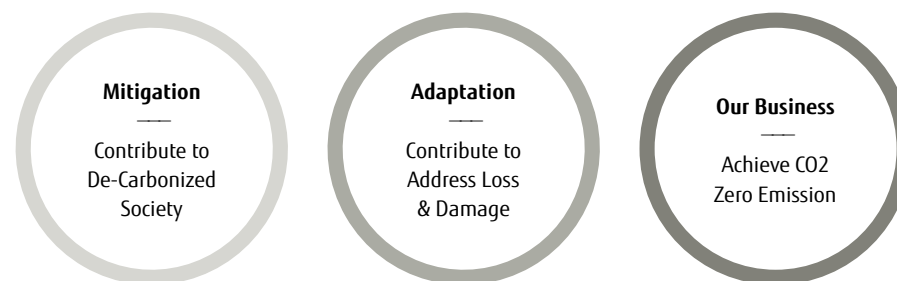 Mitigation
Contribute to
De-Carbonized
Society
Adaptation
Contribute to
Address Loss
& Damage
Our Business
Achieve CO2
Zero Emission